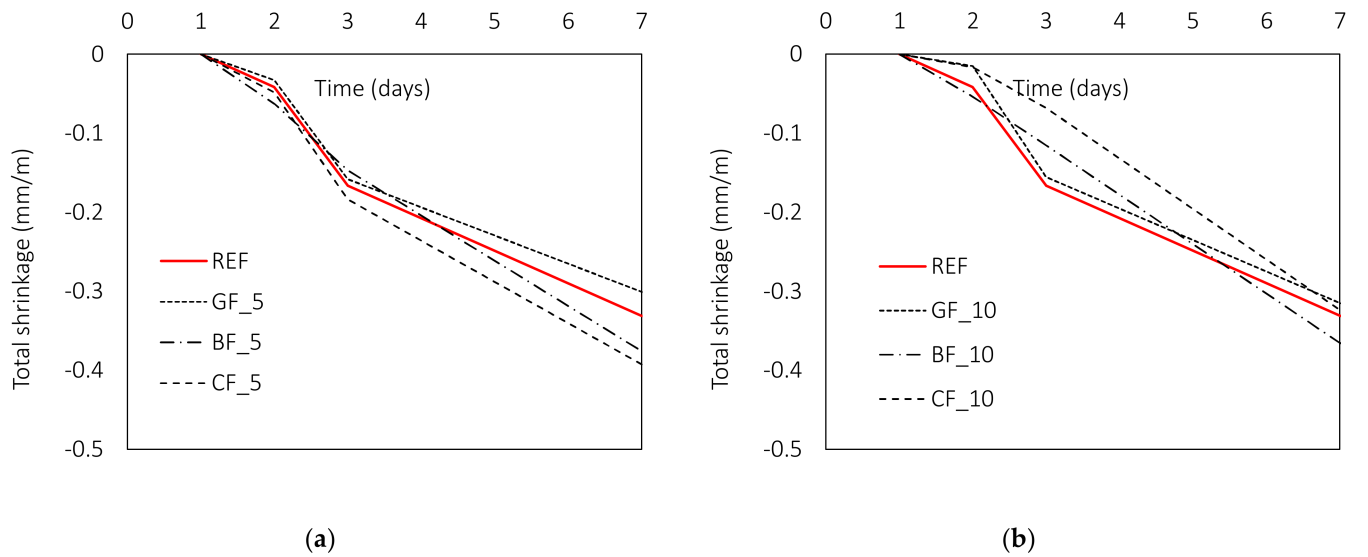 0 1 2 3 4 5 6 7
0
Time (days)
-0.1
-0.2
-0.3
-0.4
-0.5
Total shrinkage (mm/m)
REF
GF_5
BF_5
CF_5
(a)
0 1 2 3 4 5 6 7
0
Time (days)
-0.1
-0.2
-0.3
-0.4
-0.5
Total shrinkage (mm/m)
REF
GF_10
BF_10
CF_10
(b)